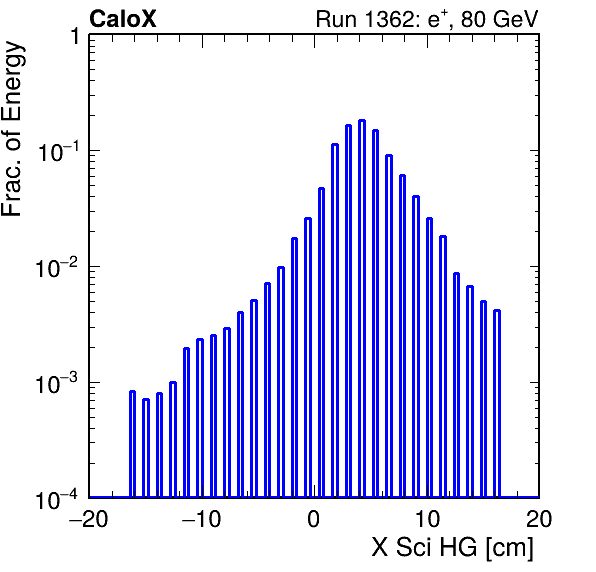 CaloX Run 1362: e⁺, 80 GeV
Frac. of Energy
1
10⁻¹
10⁻²
10⁻³
10⁻⁴
−20 −10 0 10 20
X Sci HG [cm]